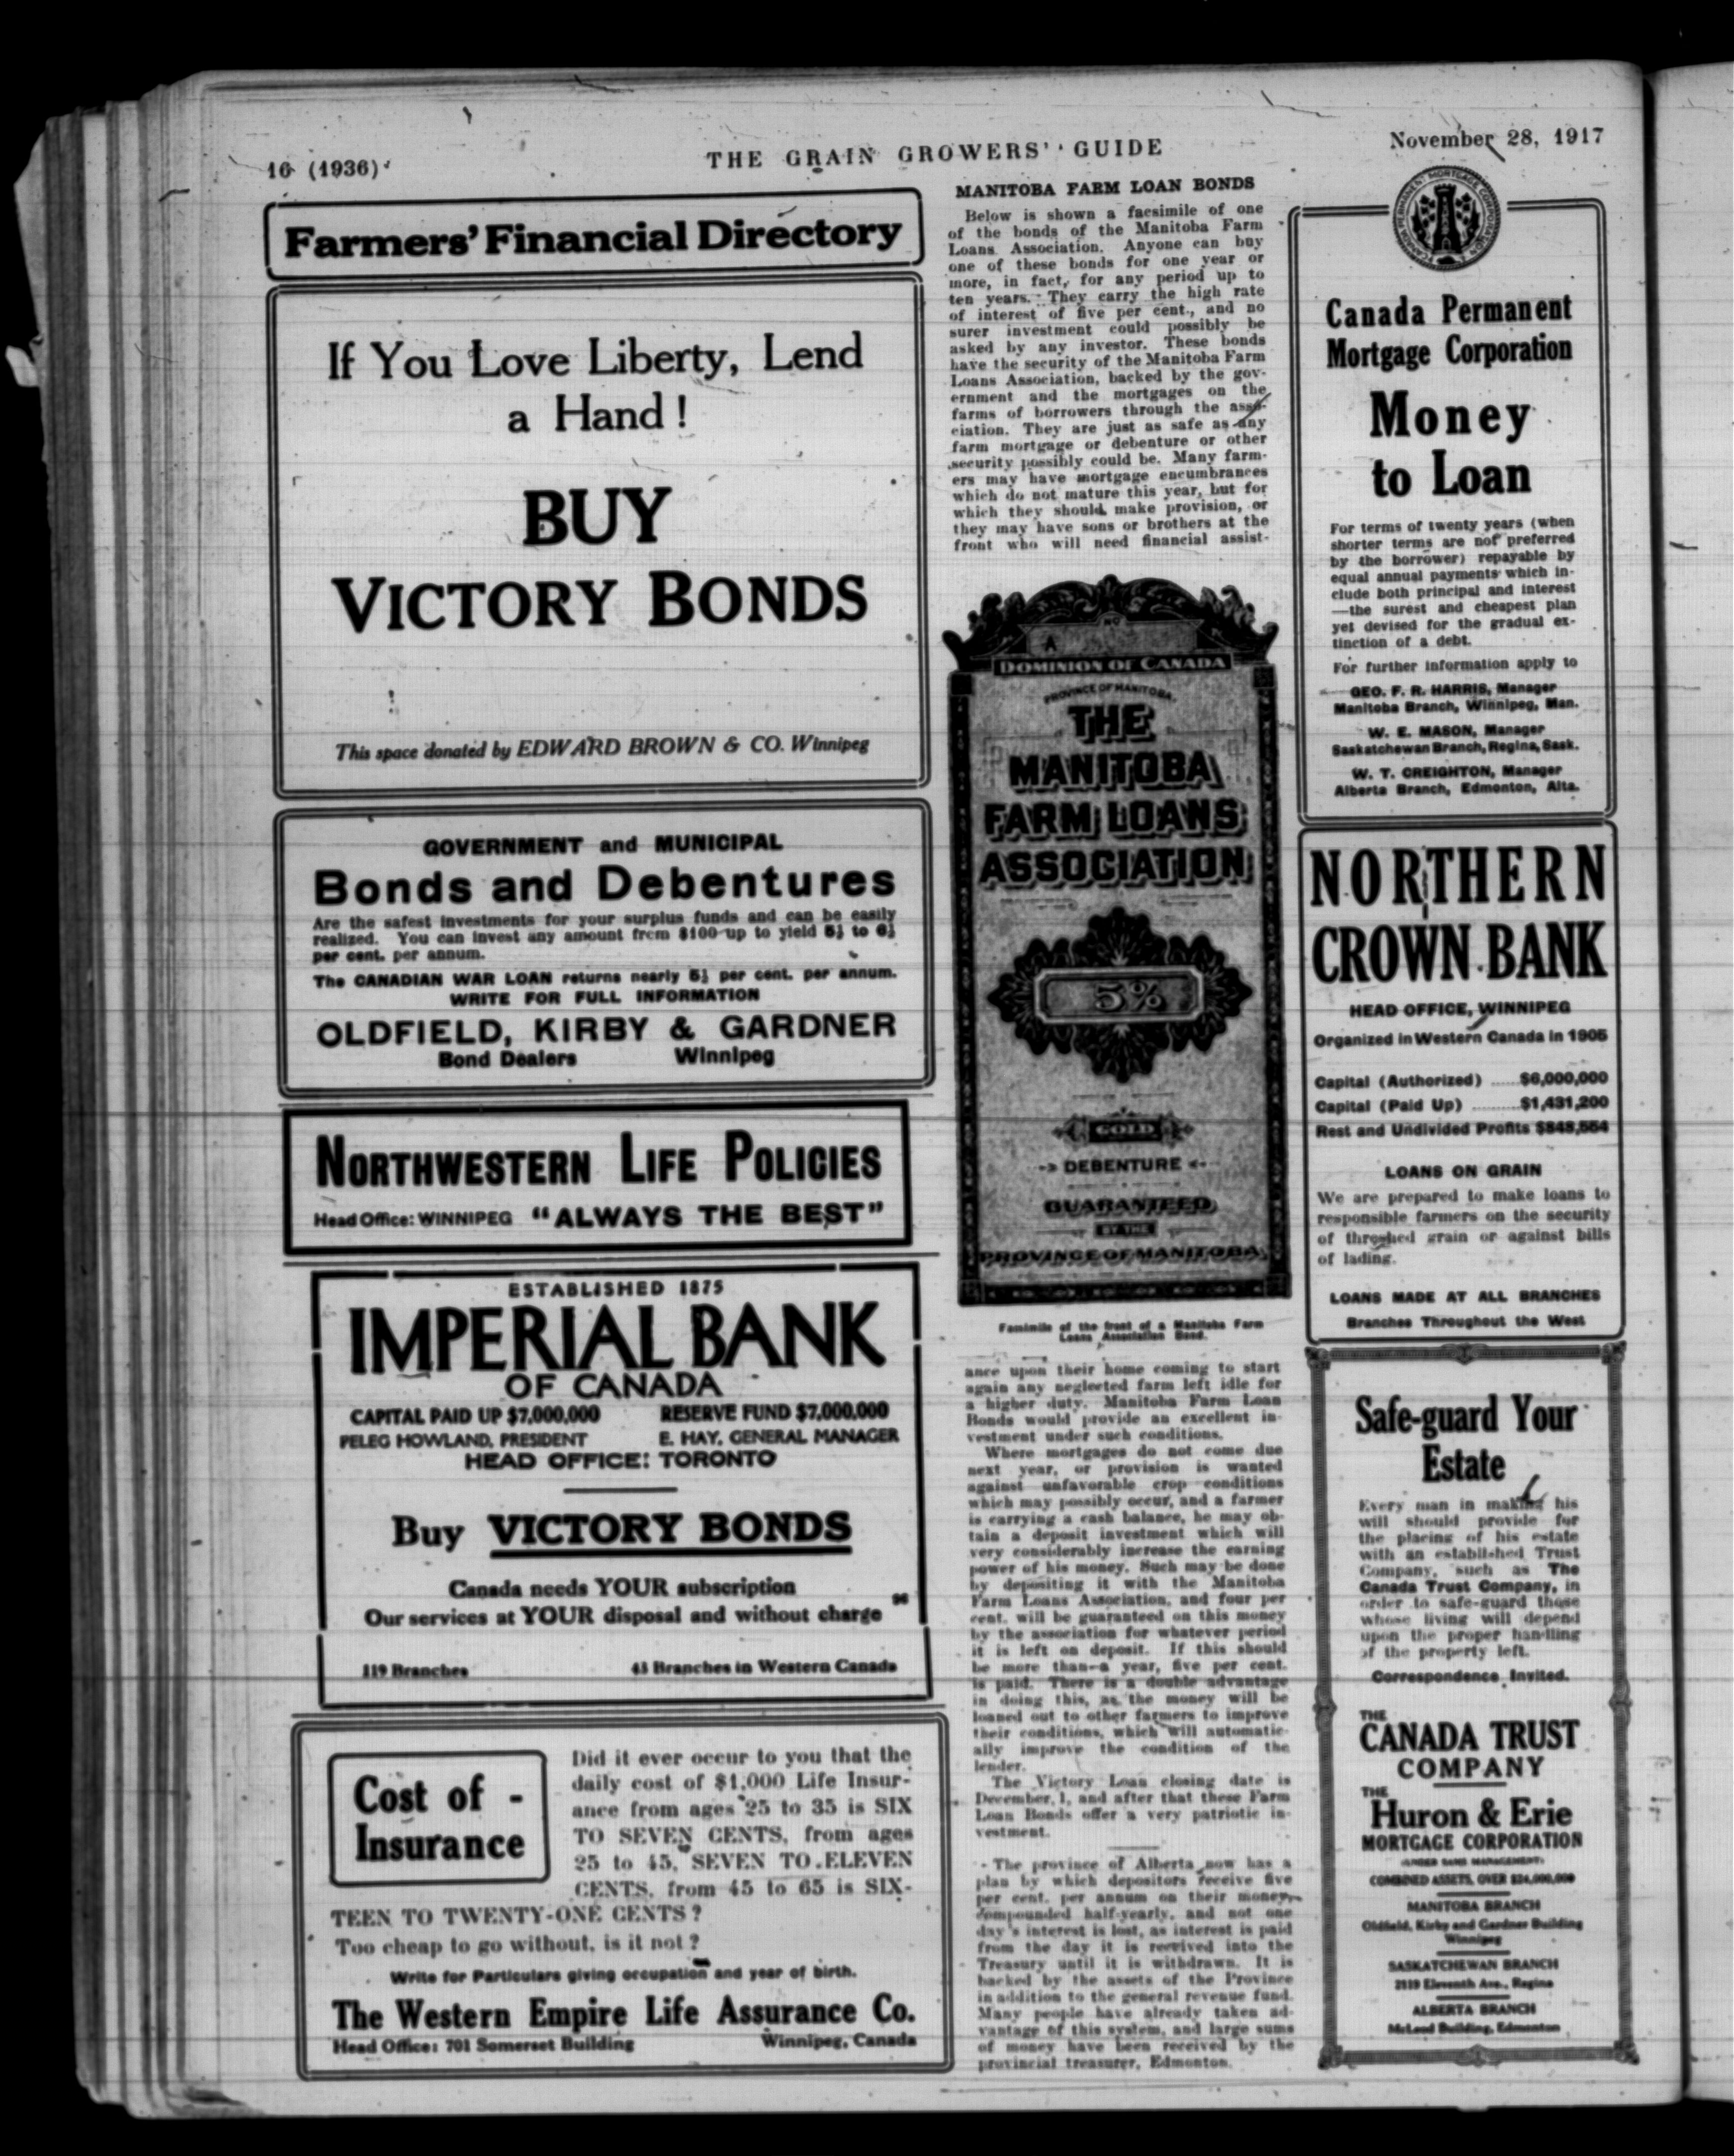 16 (1936)
THE GRAIN GROWERS' GUIDE
November 28, 1917
Farmers' Financial Directory
If You Love Liberty, Lend
a Hand!
BUY
VICTORY BONDS
This space donated by EDWARD BROWN & CO. Winnipeg
GOVERNMENT and MUNICIPAL
Bonds and Debentures
Are the safest investments for your surplus funds and can be easily
realized. You can invest any amount from $100 up to yield 5½ to 6½
per cent. per annum.
The CANADIAN WAR LOAN returns nearly 5½ per cent. per annum.
WRITE FOR FULL INFORMATION
OLDFIELD, KIRBY & GARDNER
Bond Dealers Winnipeg
NORTHWESTERN LIFE POLICIES
Head Office: WINNIPEG "ALWAYS THE BEST"
ESTABLISHED 1875
IMPERIAL BANK
OF CANADA
CAPITAL PAID UP $7,000,000 RESERVE FUND $7,000,000
PELEG HOWLAND, PRESIDENT E. HAY, GENERAL MANAGER
HEAD OFFICE: TORONTO
Buy VICTORY BONDS
Canada needs YOUR subscription
Our services at YOUR disposal and without charge
119 Branches 43 Branches in Western Canada
Cost of -
Insurance
Did it ever occur to you that the
daily cost of $1,000 Life Insur-
ance from ages 25 to 35 is SIX
TO SEVEN CENTS, from ages
25 to 45, SEVEN TO ELEVEN
CENTS, from 45 to 65 is SIX-
TEEN TO TWENTY-ONE CENTS?
Too cheap to go without, is it not?
Write for Particulars giving occupation and year of birth.
The Western Empire Life Assurance Co.
Head Office: 701 Somerset Building Winnipeg, Canada
MANITOBA FARM LOAN BONDS
Below is shown a facsimile of one
of the bonds of the Manitoba Farm
Loans Association. Anyone can buy
one of these bonds for one year or
more, in fact, for any period up to
ten years. They carry the high rate
of interest of five per cent., and no
surer investment could possibly be
asked by any investor. These bonds
have the security of the Manitoba Farm
Loans Association, backed by the gov-
ernment and the mortgages on the
farms of borrowers through the asso-
ciation. They are just as safe as any
farm mortgage or debenture or other
security possibly could be. Many farm-
ers may have mortgage encumbrances
which do not mature this year, but for
which they should make provision, or
they may have sons or brothers at the
front who will need financial assist-
NO
A
DOMINION OF CANADA
PROVINCE OF MANITOBA
THE
MANITOBA
FARM LOANS
ASSOCIATION
5%
GOLD
DEBENTURE
GUARANTEED
BY THE
PROVINCE OF MANITOBA
Facsimile of the front of a Manitoba Farm
Loans Association Bond.
ance upon their home coming to start
again any neglected farm left idle for
a higher duty. Manitoba Farm Loan
Bonds would provide an excellent in-
vestment under such conditions.
Where mortgages do not come due
next year, or provision is wanted
against unfavorable crop conditions
which may possibly occur, and a farmer
is carrying a cash balance, he may ob-
tain a deposit investment which will
very considerably increase the earning
power of his money. Such may be done
by depositing it with the Manitoba
Farm Loans Association, and four per
cent. will be guaranteed on this money
by the association for whatever period
it is left on deposit. If this should
be more than a year, five per cent.
is paid. There is a double advantage
in doing this, as the money will be
loaned out to other farmers to improve
their conditions, which will automatic-
ally improve the condition of the
lender.
The Victory Loan closing date is
December 1, and after that these Farm
Loan Bonds offer a very patriotic in-
vestment.
The province of Alberta now has a
plan by which depositors receive five
per cent. per annum on their money,
compounded half-yearly, and not one
day's interest is lost, as interest is paid
from the day it is received into the
Treasury until it is withdrawn. It is
backed by the assets of the Province
in addition to the general revenue fund.
Many people have already taken ad-
vantage of this system, and large sums
of money have been received by the
provincial treasurer, Edmonton.
CANADA PERMANENT MORTGAGE CORPORATION
Canada Permanent
Mortgage Corporation
Money
to Loan
For terms of twenty years (when
shorter terms are not preferred
by the borrower) repayable by
equal annual payments which in-
clude both principal and interest
—the surest and cheapest plan
yet devised for the gradual ex-
tinction of a debt.
For further information apply to
GEO. F. R. HARRIS, Manager
Manitoba Branch, Winnipeg, Man.
W. E. MASON, Manager
Saskatchewan Branch, Regina, Sask.
W. T. CREIGHTON, Manager
Alberta Branch, Edmonton, Alta.
NORTHERN
CROWN BANK
HEAD OFFICE, WINNIPEG
Organized in Western Canada in 1905
Capital (Authorized) ......$6,000,000
Capital (Paid Up) ..........$1,431,200
Rest and Undivided Profits $848,554
LOANS ON GRAIN
We are prepared to make loans to
responsible farmers on the security
of threshed grain or against bills
of lading.
LOANS MADE AT ALL BRANCHES
Branches Throughout the West
Safe-guard Your
Estate
Every man in making his
will should provide for
the placing of his estate
with an established Trust
Company, such as The
Canada Trust Company, in
order to safe-guard those
whose living will depend
upon the proper handling
of the property left.
Correspondence Invited.
THE
CANADA TRUST
COMPANY
THE
Huron & Erie
MORTGAGE CORPORATION
(UNDER SAME MANAGEMENT)
COMBINED ASSETS, OVER $24,000,000
MANITOBA BRANCH
Oldfield, Kirby and Gardner Building
Winnipeg
SASKATCHEWAN BRANCH
2119 Eleventh Ave., Regina
ALBERTA BRANCH
McLeod Building, Edmonton